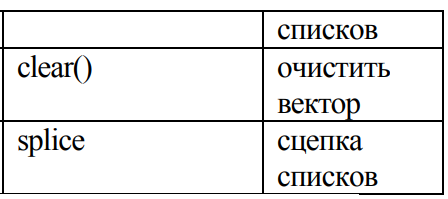 списков
clear() очистить
вектор
splice сцепка
списков